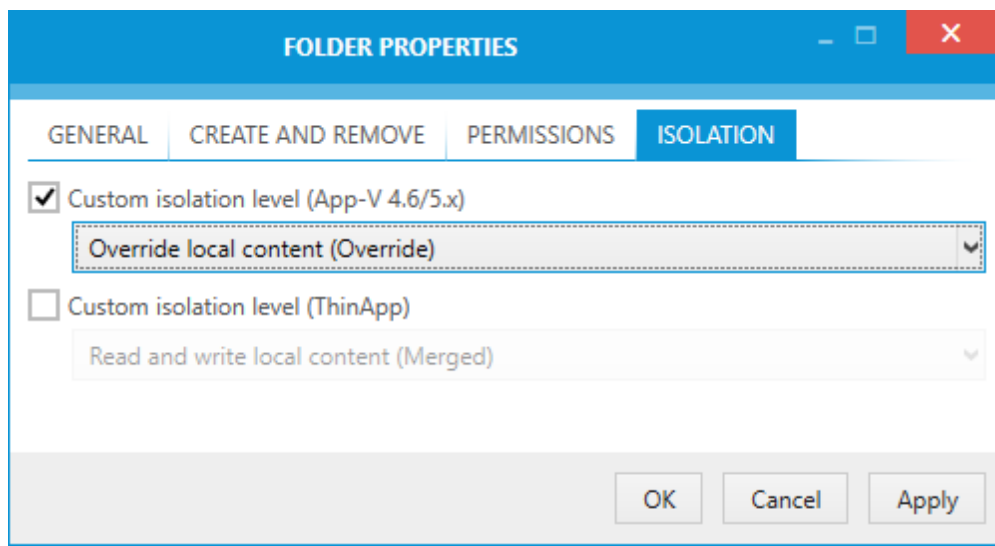 FOLDER PROPERTIES
GENERAL CREATE AND REMOVE PERMISSIONS ISOLATION
Custom isolation level (App-V 4.6/5.x)
Override local content (Override)
Custom isolation level (ThinApp)
Read and write local content (Merged)
OK Cancel Apply